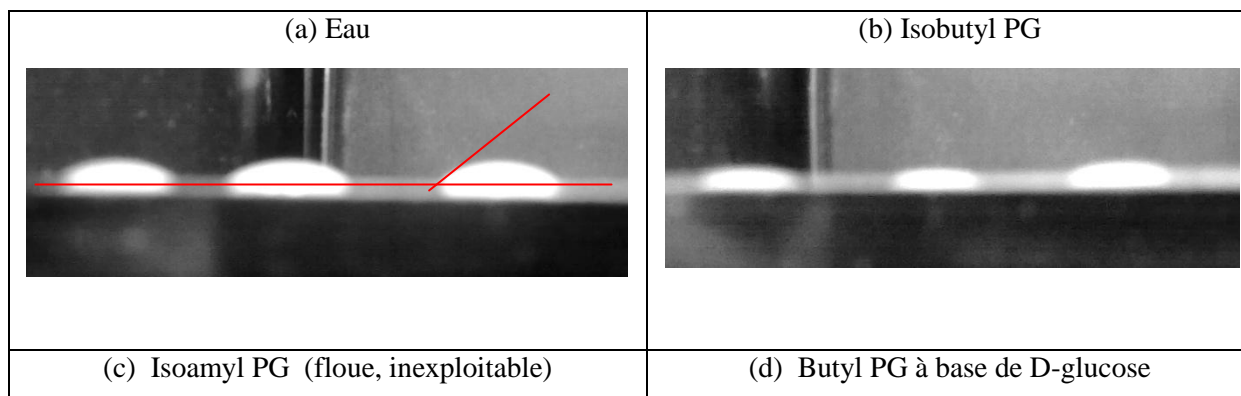 (a) Eau
(b) Isobutyl PG
(c) Isoamyl PG (floue, inexploitable)
(d) Butyl PG à base de D-glucose